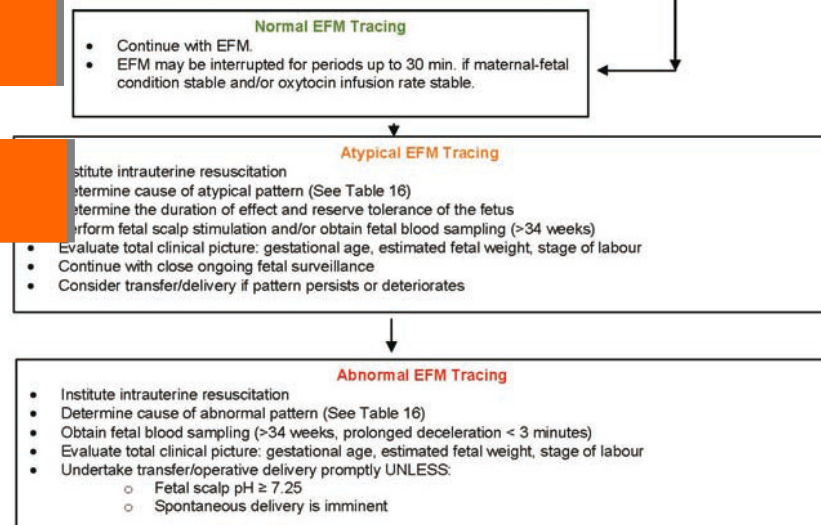 Normal EFM Tracing
• Continue with EFM.
• EFM may be interrupted for periods up to 30 min. if maternal-fetal
condition stable and/or oxytocin infusion rate stable.
Atypical EFM Tracing
intrauterine resuscitation
cause of atypical pattern (See Table 16)
the duration of effect and reserve tolerance of the fetus
fetal scalp stimulation and/or obtain fetal blood sampling (>34 weeks)
• Evaluate total clinical picture: gestational age, estimated fetal weight, stage of labour
• Continue with close ongoing fetal surveillance
• Consider transfer/delivery if pattern persists or deteriorates
Abnormal EFM Tracing
• Institute intrauterine resuscitation
• Determine cause of abnormal pattern (See Table 16)
• Obtain fetal blood sampling (>34 weeks, prolonged deceleration < 3 minutes)
• Evaluate total clinical picture: gestational age, estimated fetal weight, stage of labour
• Undertake transfer/operative delivery promptly UNLESS:
o Fetal scalp pH ≥ 7.25
o Spontaneous delivery is imminent